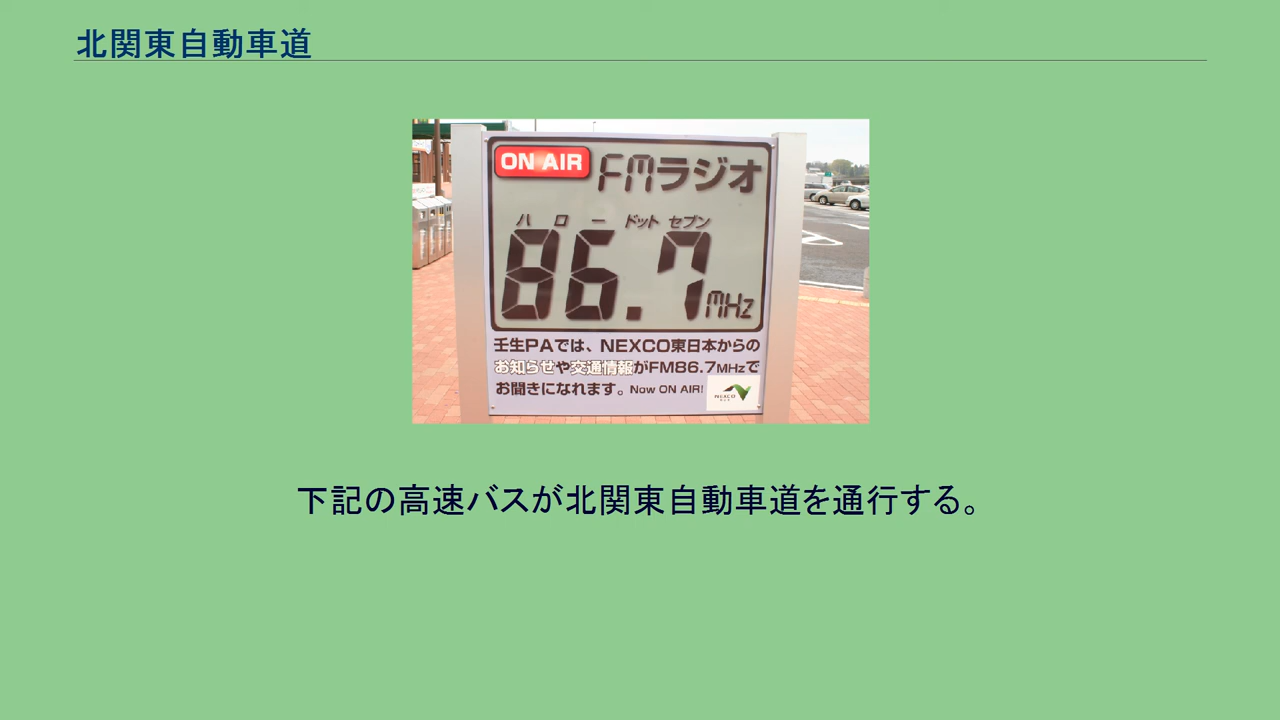 北関東自動車道
ON AIR FMラジオ
ハロー ドット セブン
86.7 MHz
壬生PAでは、NEXCO東日本からの
お知らせや交通情報がFM86.7MHzで
お聞きになれます。Now ON AIR!
NEXCO
下記の高速バスが北関東自動車道を通行する。